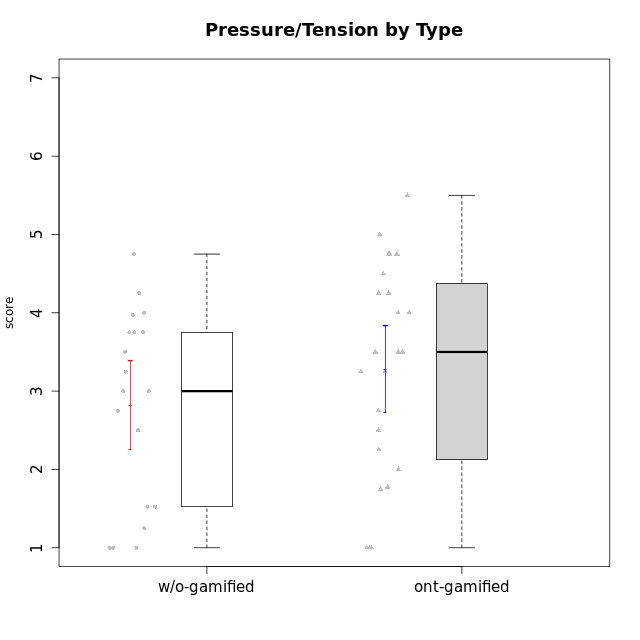 Pressure/Tension by Type
7
6
5
4
3
2
1
score
w/o-gamified
ont-gamified